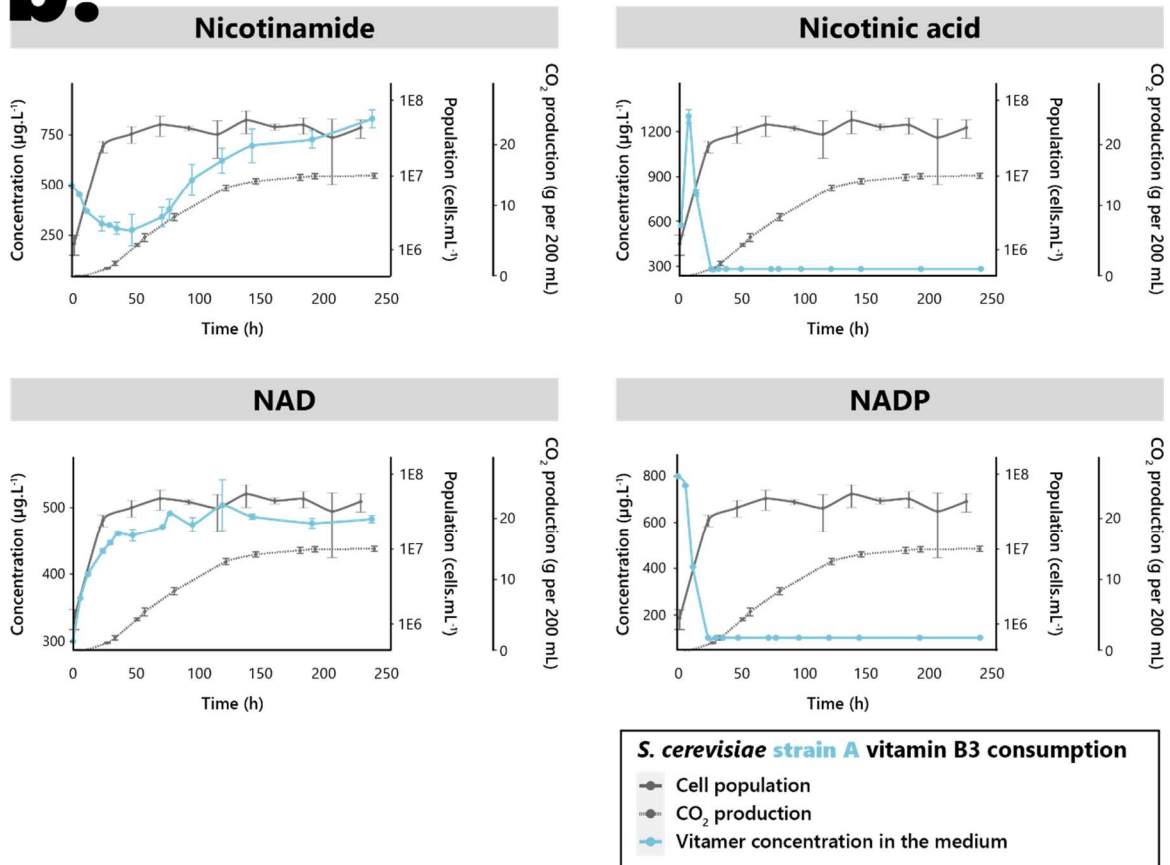 b.
Nicotinamide
Concentration (µg.L⁻¹)
750
500
250
1E8
1E7
1E6
Population (cells.mL⁻¹)
20
10
0
CO₂ production (g per 200 mL)
0 50 100 150 200 250
Time (h)
Nicotinic acid
Concentration (µg.L⁻¹)
1200
900
600
300
1E8
1E7
1E6
Population (cells.mL⁻¹)
20
10
0
CO₂ production (g per 200 mL)
0 50 100 150 200 250
Time (h)
NAD
Concentration (µg.L⁻¹)
500
400
300
1E8
1E7
1E6
Population (cells.mL⁻¹)
20
10
0
CO₂ production (g per 200 mL)
0 50 100 150 200 250
Time (h)
NADP
Concentration (µg.L⁻¹)
800
600
400
200
1E8
1E7
1E6
Population (cells.mL⁻¹)
20
10
0
CO₂ production (g per 200 mL)
0 50 100 150 200 250
Time (h)
S. cerevisiae strain A vitamin B3 consumption
Cell population
CO₂ production
Vitamer concentration in the medium